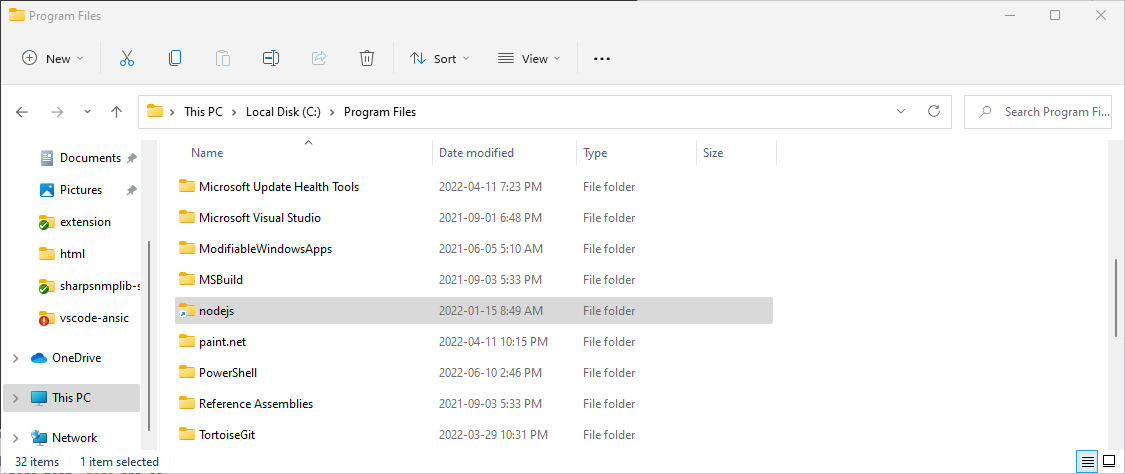 Program Files
New
Sort
View
This PC > Local Disk (C:) > Program Files
Search Program Fi...
Name Date modified Type Size
Documents
Pictures
extension
html
sharpsnmplib-s
vscode-ansic
OneDrive
This PC
Network
Microsoft Update Health Tools 2022-04-11 7:23 PM File folder
Microsoft Visual Studio 2021-09-01 6:48 PM File folder
ModifiableWindowsApps 2021-06-05 5:10 AM File folder
MSBuild 2021-09-03 5:33 PM File folder
nodejs 2022-01-15 8:49 AM File folder
paint.net 2022-04-11 10:15 PM File folder
PowerShell 2022-06-10 2:46 PM File folder
Reference Assemblies 2021-09-03 5:33 PM File folder
TortoiseGit 2022-03-29 10:31 PM File folder
32 items 1 item selected